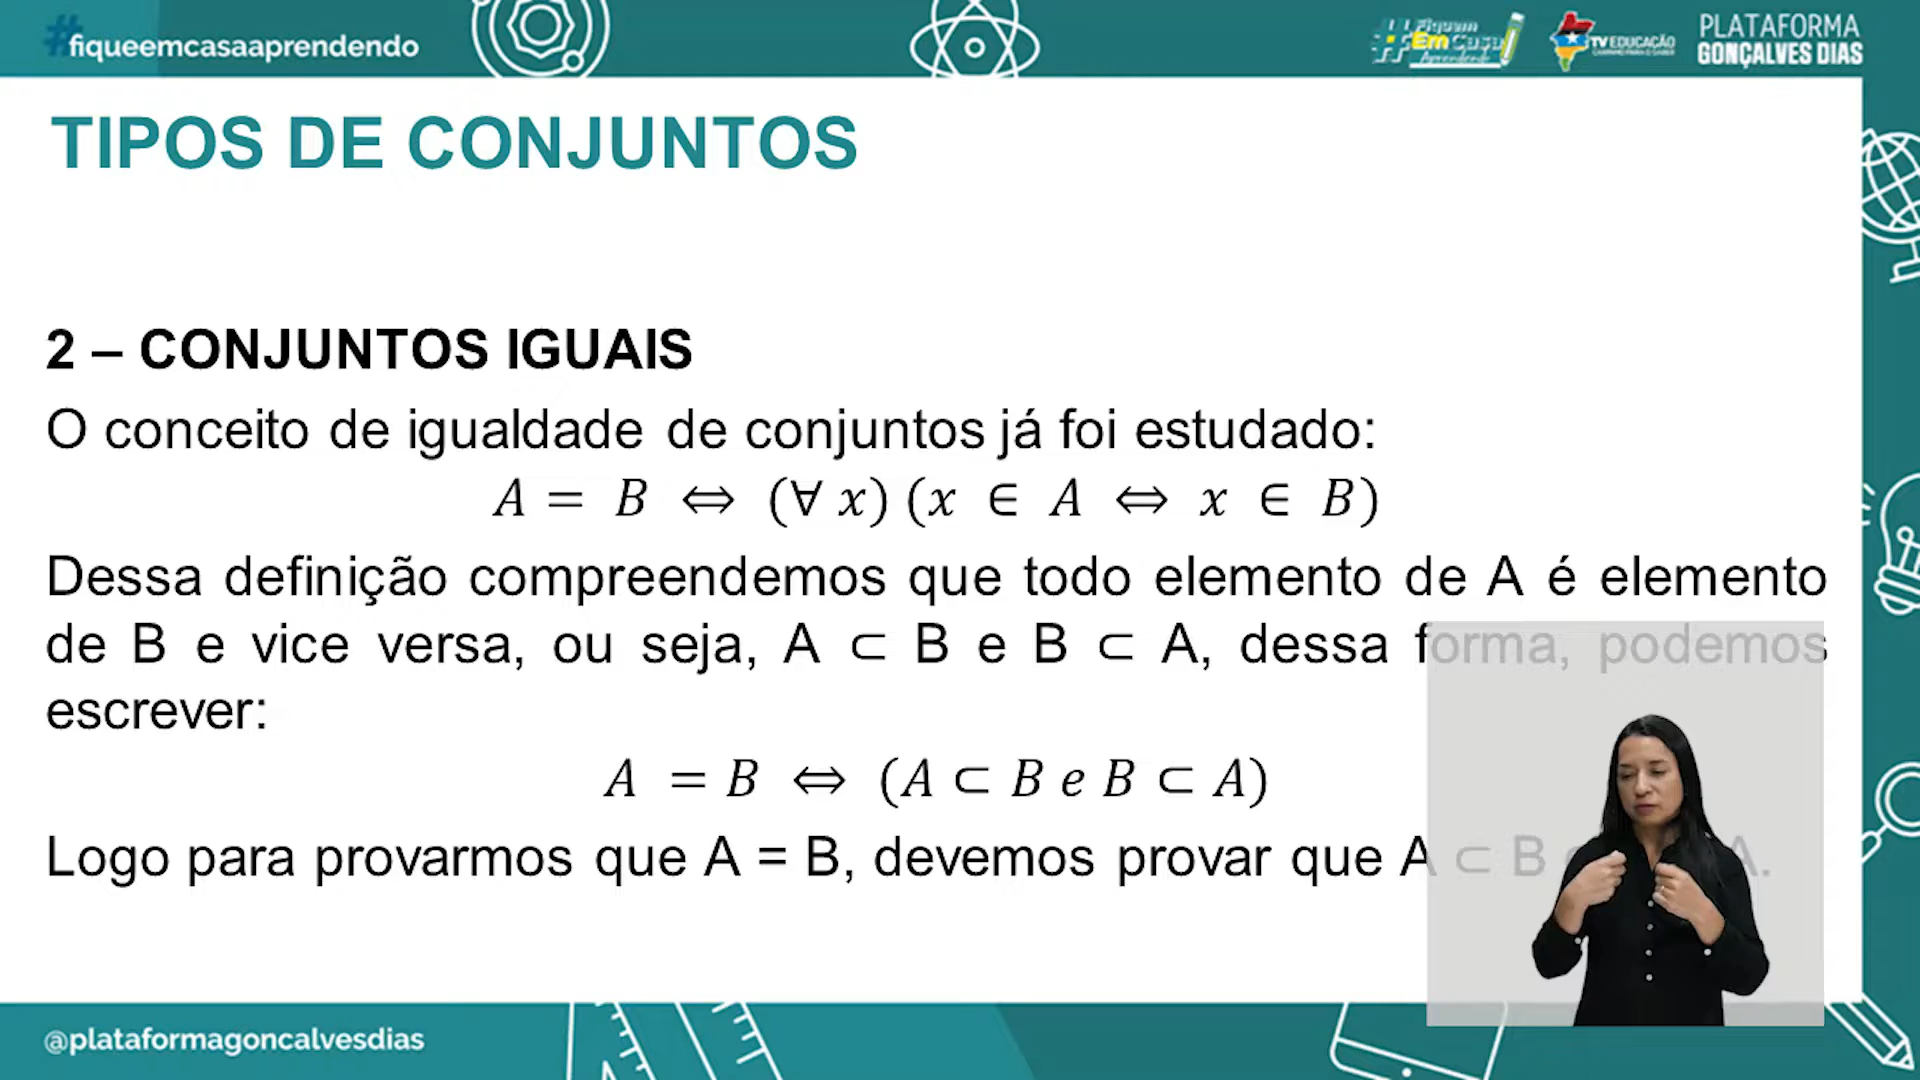 #fiqueemcasaaprendendo
#Fiquem
Em Casa
Aprendendo
TV EDUCAÇÃO
PLATAFORMA
GONÇALVES DIAS
TIPOS DE CONJUNTOS
2 – CONJUNTOS IGUAIS
O conceito de igualdade de conjuntos já foi estudado:
A = B ⇔ (∀ x) (x ∈ A ⇔ x ∈ B)
Dessa definição compreendemos que todo elemento de A é elemento
de B e vice versa, ou seja, A ⊂ B e B ⊂ A, dessa forma, podemos
escrever:
A = B ⇔ (A ⊂ B e B ⊂ A)
Logo para provarmos que A = B, devemos provar que A ⊂ B A.
@plataformagoncalvesdias